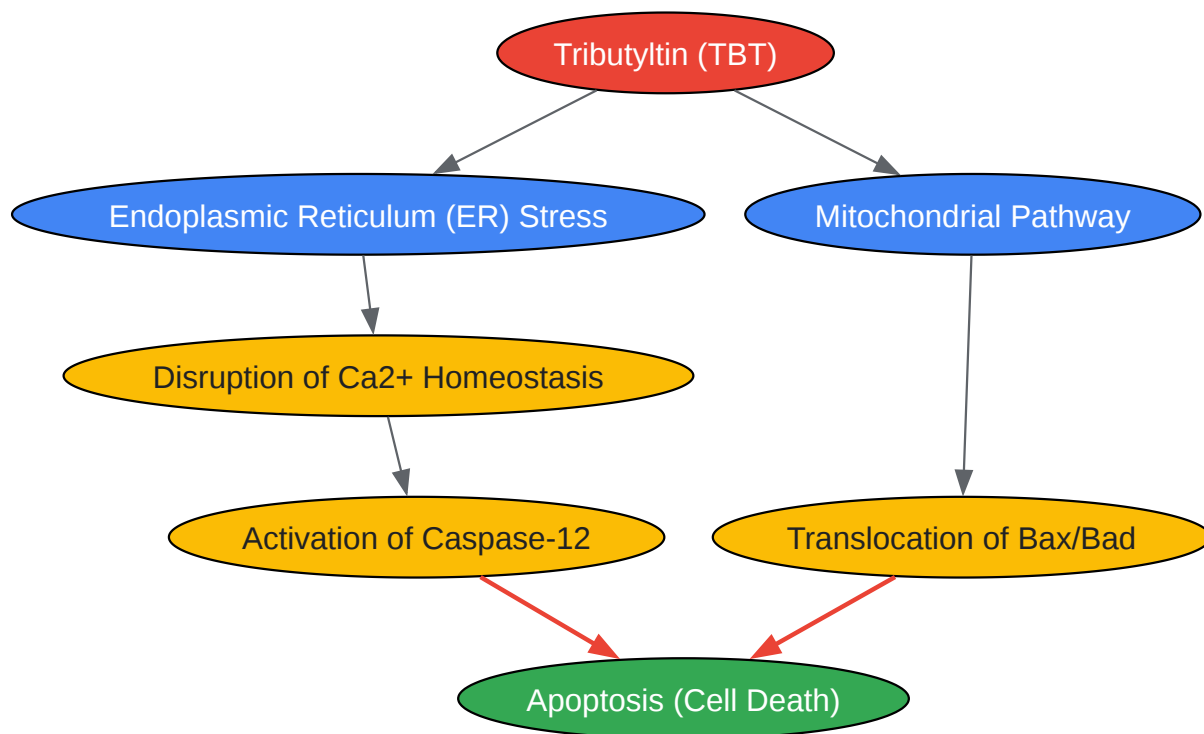 Tributyltin (TBT)
Endoplasmic Reticulum (ER) Stress
Mitochondrial Pathway
Disruption of Ca2+ Homeostasis
Activation of Caspase-12
Translocation of Bax/Bad
Apoptosis (Cell Death)